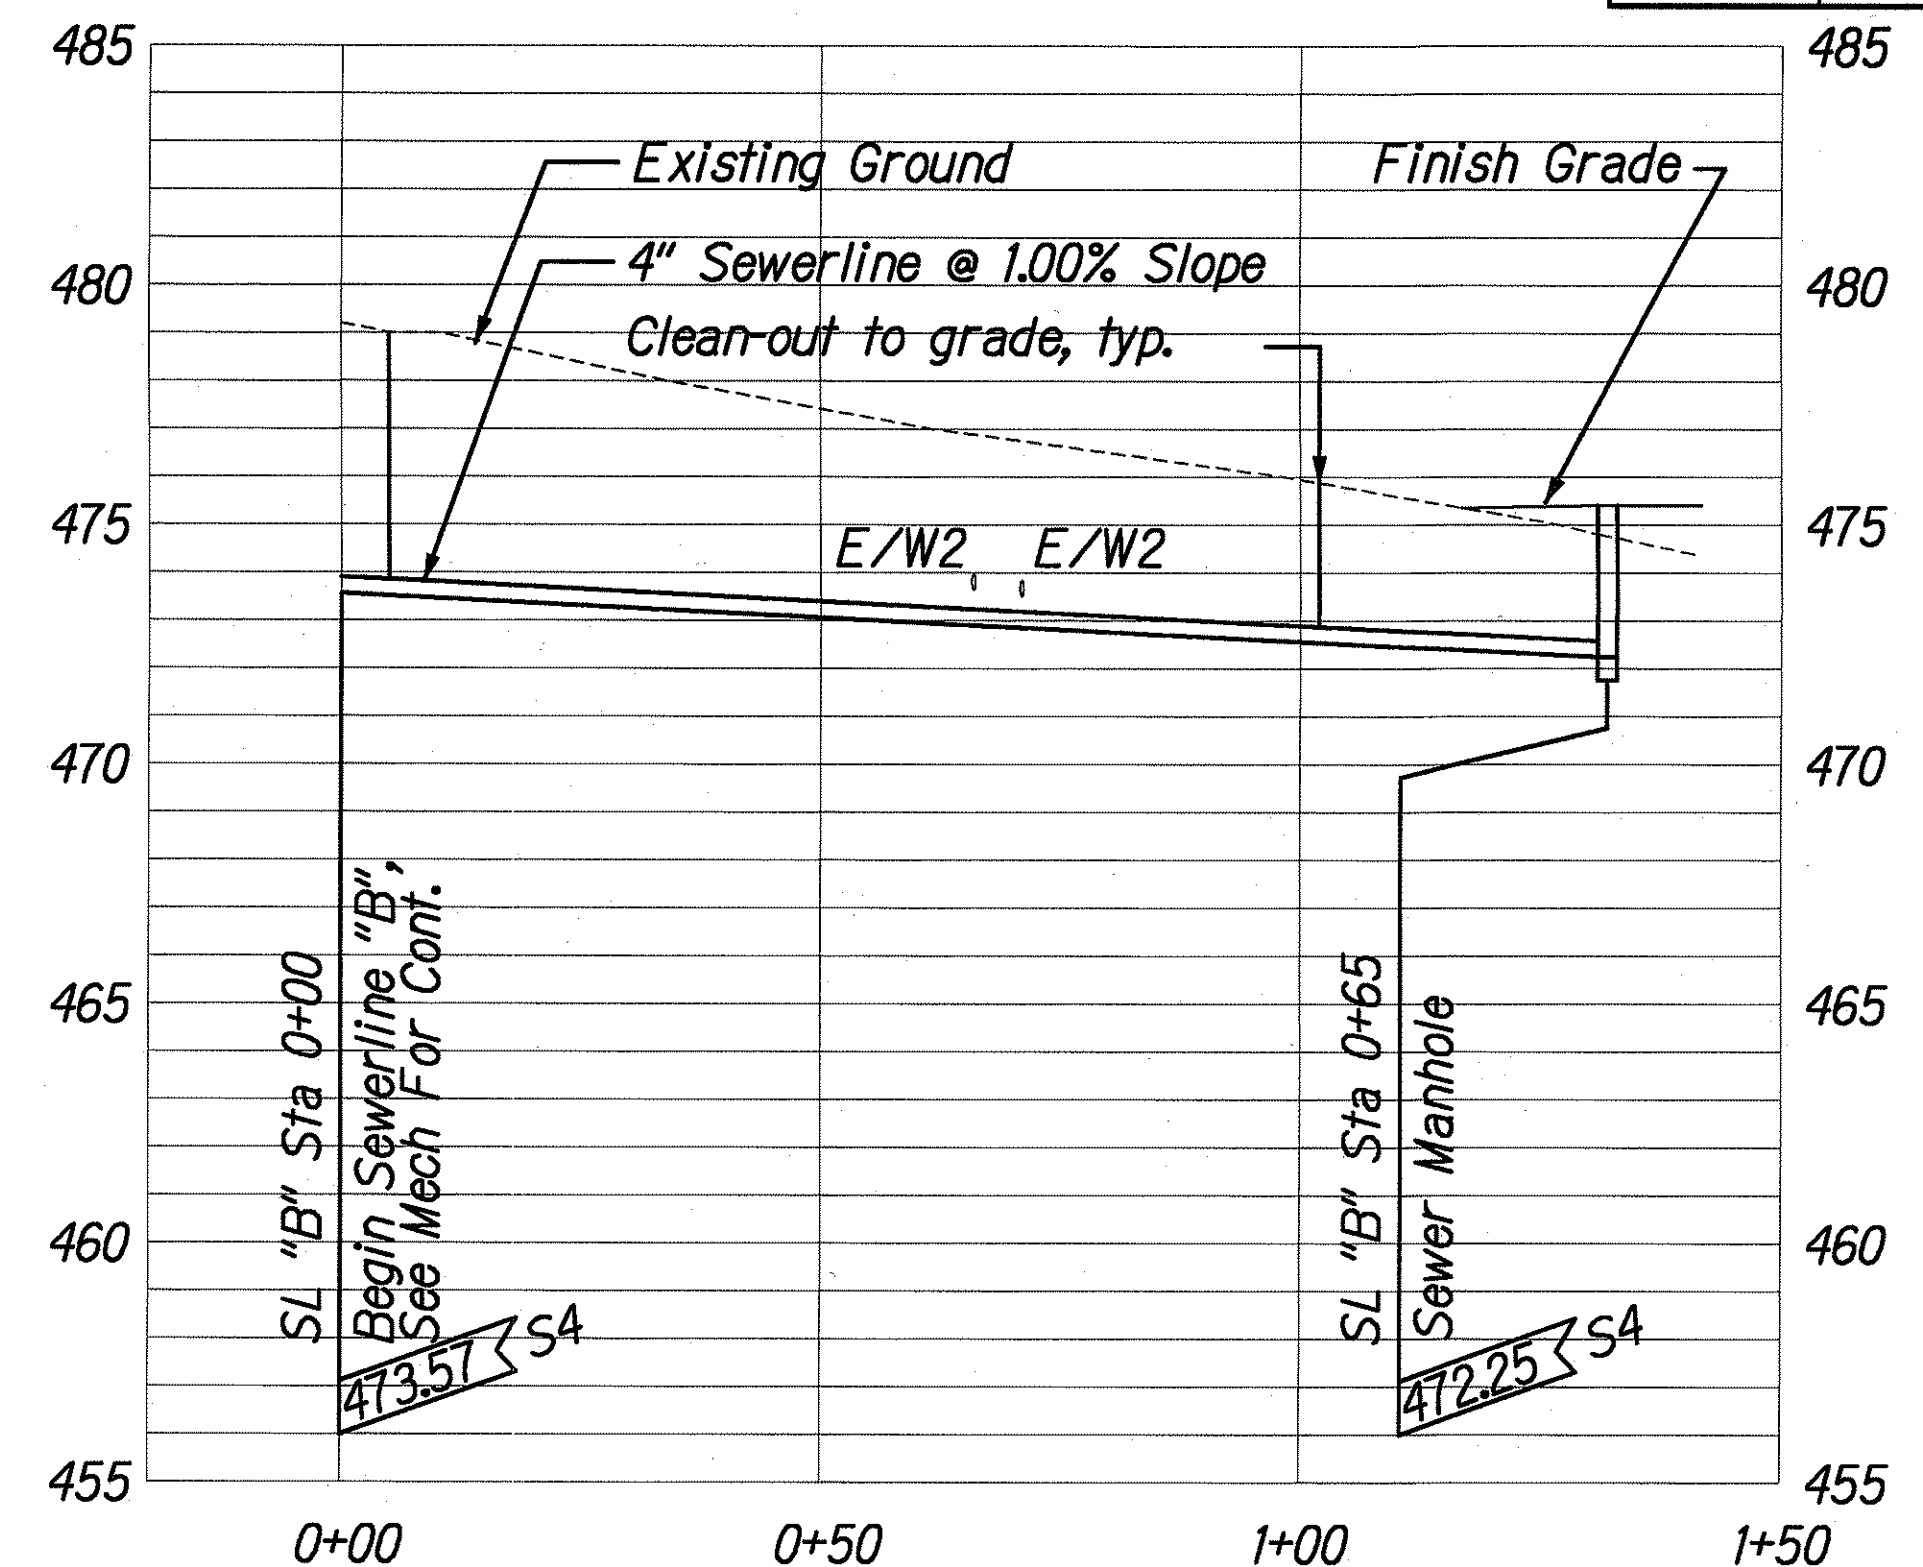 485
485
Existing Ground
Finish Grade
4" Sewerline @ 1.00% Slope
480
480
Clean-out to grade, typ.
475
475
E/W2
E/W2
470
470
SL "B" Sta 0+00
Begin Sewerline "B",
See Mech For Cont.
SL "B" Sta 0+65
Sewer Manhole
465
465
460
460
473.57
S4
472.25
S4
455
455
0+00
0+50
1+00
1+50